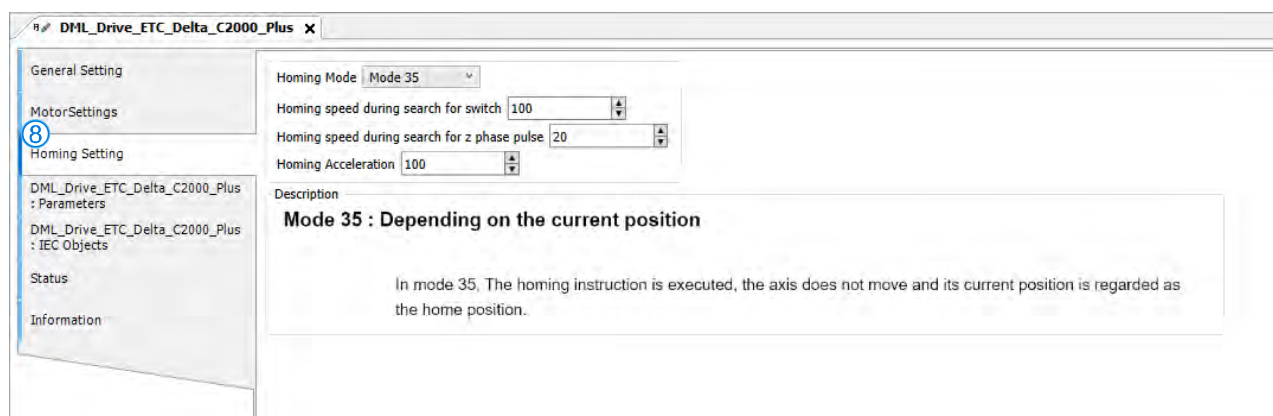 DML_Drive_ETC_Delta_C2000_Plus X
General Setting
MotorSettings
⑧
Homing Setting
DML_Drive_ETC_Delta_C2000_Plus
: Parameters
DML_Drive_ETC_Delta_C2000_Plus
: IEC Objects
Status
Information
Homing Mode Mode 35
Homing speed during search for switch 100
Homing speed during search for z phase pulse 20
Homing Acceleration 100
Description
Mode 35 : Depending on the current position
In mode 35, The homing instruction is executed, the axis does not move and its current position is regarded as
the home position.